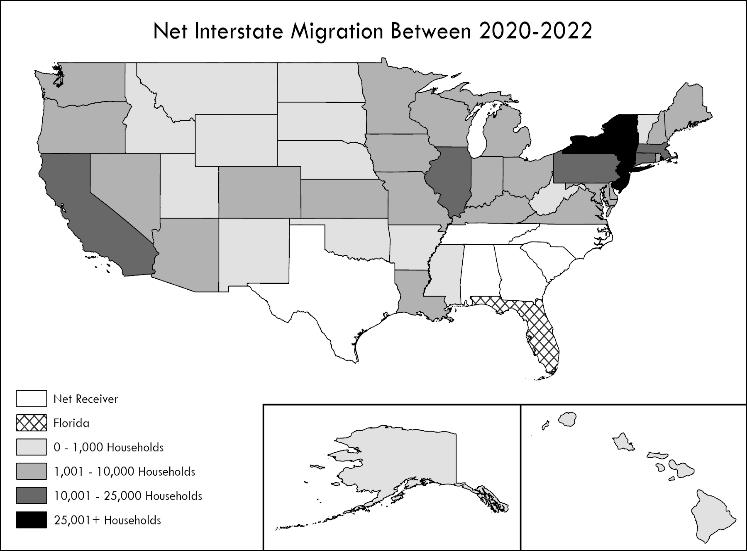 Net Interstate Migration Between 2020-2022
Net Receiver
Florida
0 - 1,000 Households
1,001 - 10,000 Households
10,001 - 25,000 Households
25,001+ Households